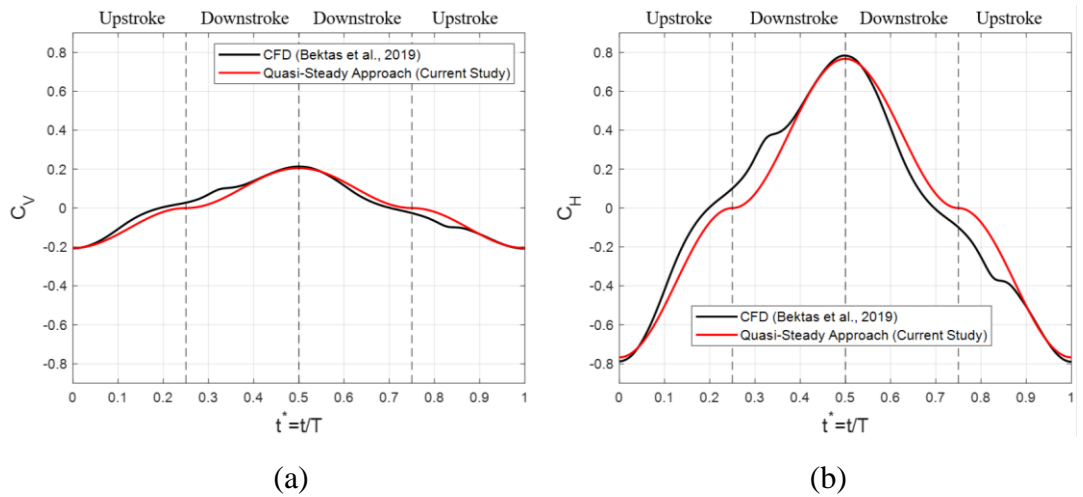 Upstroke Downstroke Downstroke Upstroke
CFD (Bektas et al., 2019)
Quasi-Steady Approach (Current Study)
0.8
0.6
0.4
0.2
0
-0.2
-0.4
-0.6
-0.8
C_V
0 0.1 0.2 0.3 0.4 0.5 0.6 0.7 0.8 0.9 1
t*=t/T
(a)
Upstroke Downstroke Downstroke Upstroke
0.8
0.6
0.4
0.2
0
-0.2
-0.4
-0.6
-0.8
C_H
CFD (Bektas et al., 2019)
Quasi-Steady Approach (Current Study)
0 0.1 0.2 0.3 0.4 0.5 0.6 0.7 0.8 0.9 1
t*=t/T
(b)